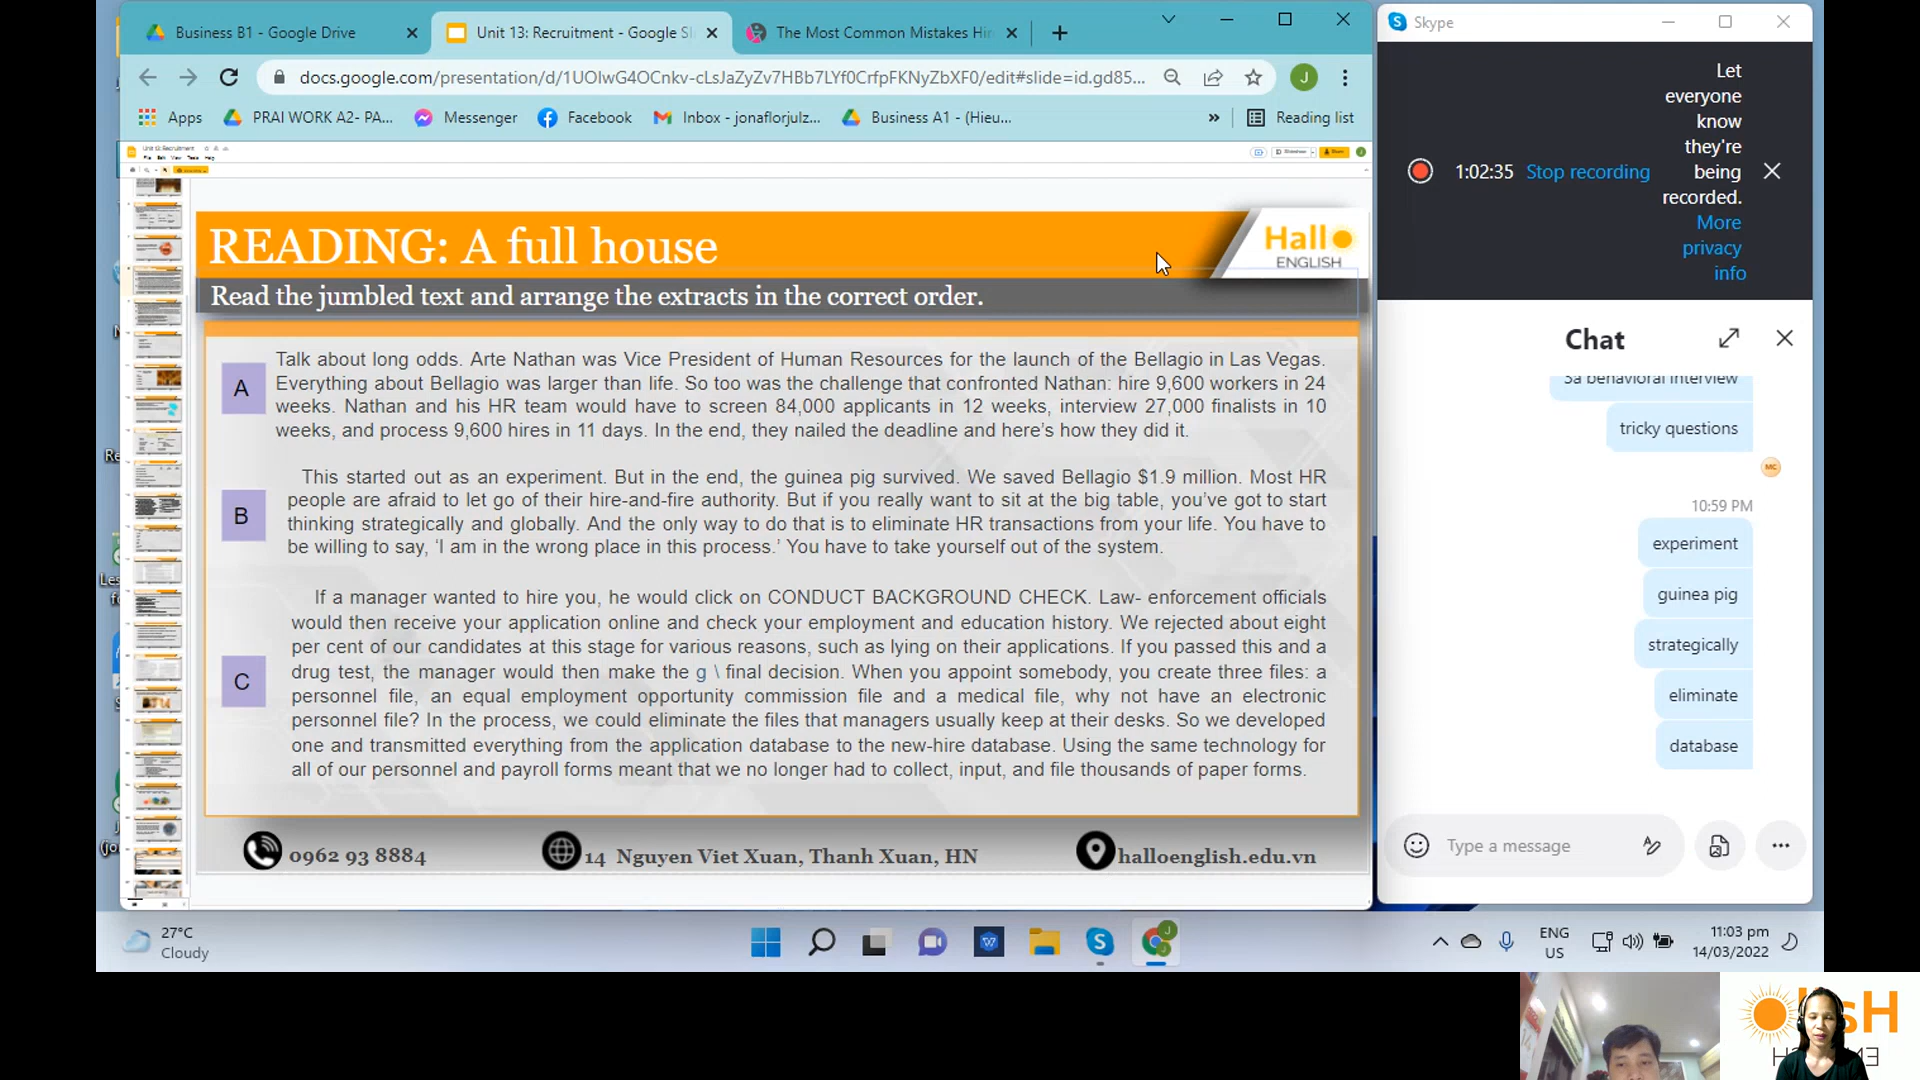 Business B1 - Google Drive
Unit 13: Recruitment - Google Sl
The Most Common Mistakes Hir
docs.google.com/presentation/d/1UOIwG4OCnkv-cLsJaZyZv7HBb7LYf0CrfpFKNyZbXF0/edit#slide=id.gd85...
J
Apps
PRAI WORK A2- PA...
Messenger
Facebook
Inbox - jonaflorjulz...
Business A1 - (Hieu...
»
Reading list
Unit 13: Recruitment
READING: A full house
Hallo
ENGLISH
Read the jumbled text and arrange the extracts in the correct order.
A
Talk about long odds. Arte Nathan was Vice President of Human Resources for the launch of the Bellagio in Las Vegas.
Everything about Bellagio was larger than life. So too was the challenge that confronted Nathan: hire 9,600 workers in 24
weeks. Nathan and his HR team would have to screen 84,000 applicants in 12 weeks, interview 27,000 finalists in 10
weeks, and process 9,600 hires in 11 days. In the end, they nailed the deadline and here's how they did it.
B
This started out as an experiment. But in the end, the guinea pig survived. We saved Bellagio $1.9 million. Most HR
people are afraid to let go of their hire-and-fire authority. But if you really want to sit at the big table, you've got to start
thinking strategically and globally. And the only way to do that is to eliminate HR transactions from your life. You have to
be willing to say, 'I am in the wrong place in this process.' You have to take yourself out of the system.
C
If a manager wanted to hire you, he would click on CONDUCT BACKGROUND CHECK. Law- enforcement officials
would then receive your application online and check your employment and education history. We rejected about eight
per cent of our candidates at this stage for various reasons, such as lying on their applications. If you passed this and a
drug test, the manager would then make the g \ final decision. When you appoint somebody, you create three files: a
personnel file, an equal employment opportunity commission file and a medical file, why not have an electronic
personnel file? In the process, we could eliminate the files that managers usually keep at their desks. So we developed
one and transmitted everything from the application database to the new-hire database. Using the same technology for
all of our personnel and payroll forms meant that we no longer had to collect, input, and file thousands of paper forms.
0962 93 8884
14 Nguyen Viet Xuan, Thanh Xuan, HN
halloenglish.edu.vn
Skype
1:02:35
Stop recording
Let
everyone
know
they're
being
recorded.
More
privacy
info
Chat
3a behavioral interview
tricky questions
MC
10:59 PM
experiment
guinea pig
strategically
eliminate
database
Type a message
27°C
Cloudy
ENG
US
11:03 pm
14/03/2022